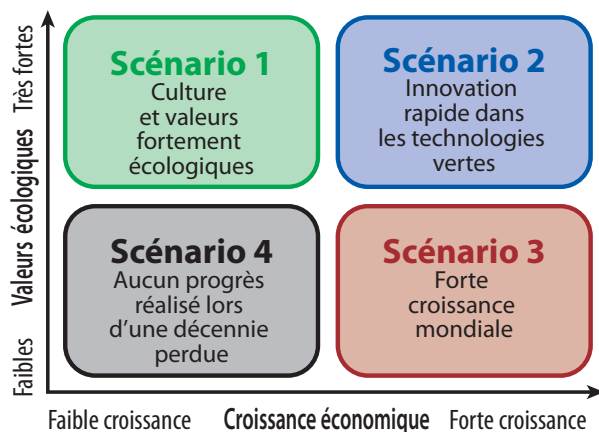 Très fortes
Valeurs écologiques
Faibles
Scénario 1
Culture
et valeurs
fortement
écologiques
Scénario 2
Innovation
rapide dans
les technologies
vertes
Scénario 4
Aucun progrès
réalisé lors
d'une décennie
perdue
Scénario 3
Forte
croissance
mondiale
Faible croissance Croissance économique Forte croissance